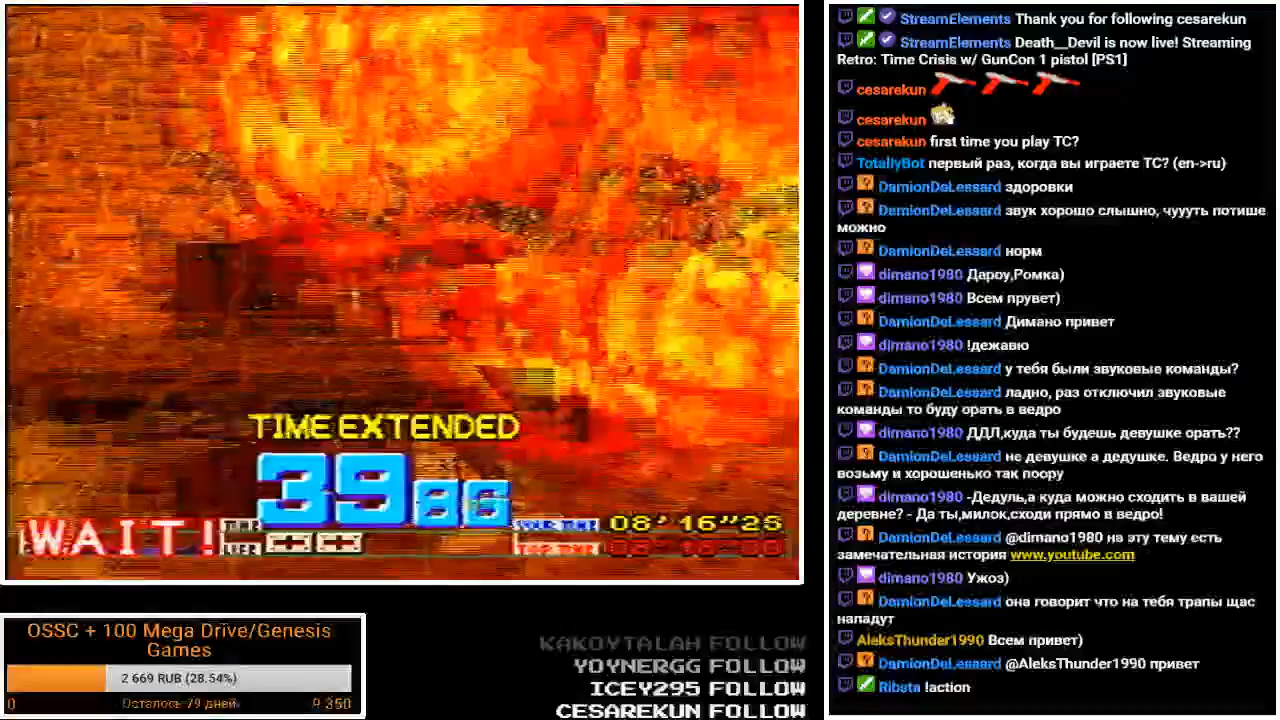 TIME EXTENDED
39 86
WAIT!
08'16"25
OSSC + 100 Mega Drive/Genesis
Games
2 669 RUB (28.54%)
0
Осталось 79 дней
KAKOYTALAH FOLLOW
YOYNERGG FOLLOW
ICEY295 FOLLOW
CESAREKUN FOLLOW
StreamElements Thank you for following cesarekun
StreamElements Death__Devil is now live! Streaming
Retro: Time Crisis w/ GunCon 1 pistol [PS1]
cesarekun
cesarekun
cesarekun first time you play TC?
TotallyBot первый раз, когда вы играете TC? (en->ru)
DamionDeLessard здоровки
DamionDeLessard звук хорошо слышно, чуууть потише
можно
DamionDeLessard норм
dimano1980 Дароу,Ромка)
dimano1980 Всем прувет)
DamionDeLessard Димано привет
dimano1980 !дежавю
DamionDeLessard у тебя были звуковые команды?
DamionDeLessard ладно, раз отключил звуковые
команды то буду орать в ведро
dimano1980 ДДЛ,куда ты будешь девушке орать??
DamionDeLessard не девушке а дедушке. Ведро у него
возьму и хорошенько так поору
dimano1980 -Дедуль,а куда можно сходить в вашей
деревне? - Да ты,милок,сходи прямо в ведро!
DamionDeLessard @dimano1980 на эту тему есть
замечательная история www.youtube.com
dimano1980 Ужоз)
DamionDeLessard она говорит что на тебя трапы щас
нападут
AleksThunder1990 Всем привет)
DamionDeLessard @AleksThunder1990 привет
Ribsta !action